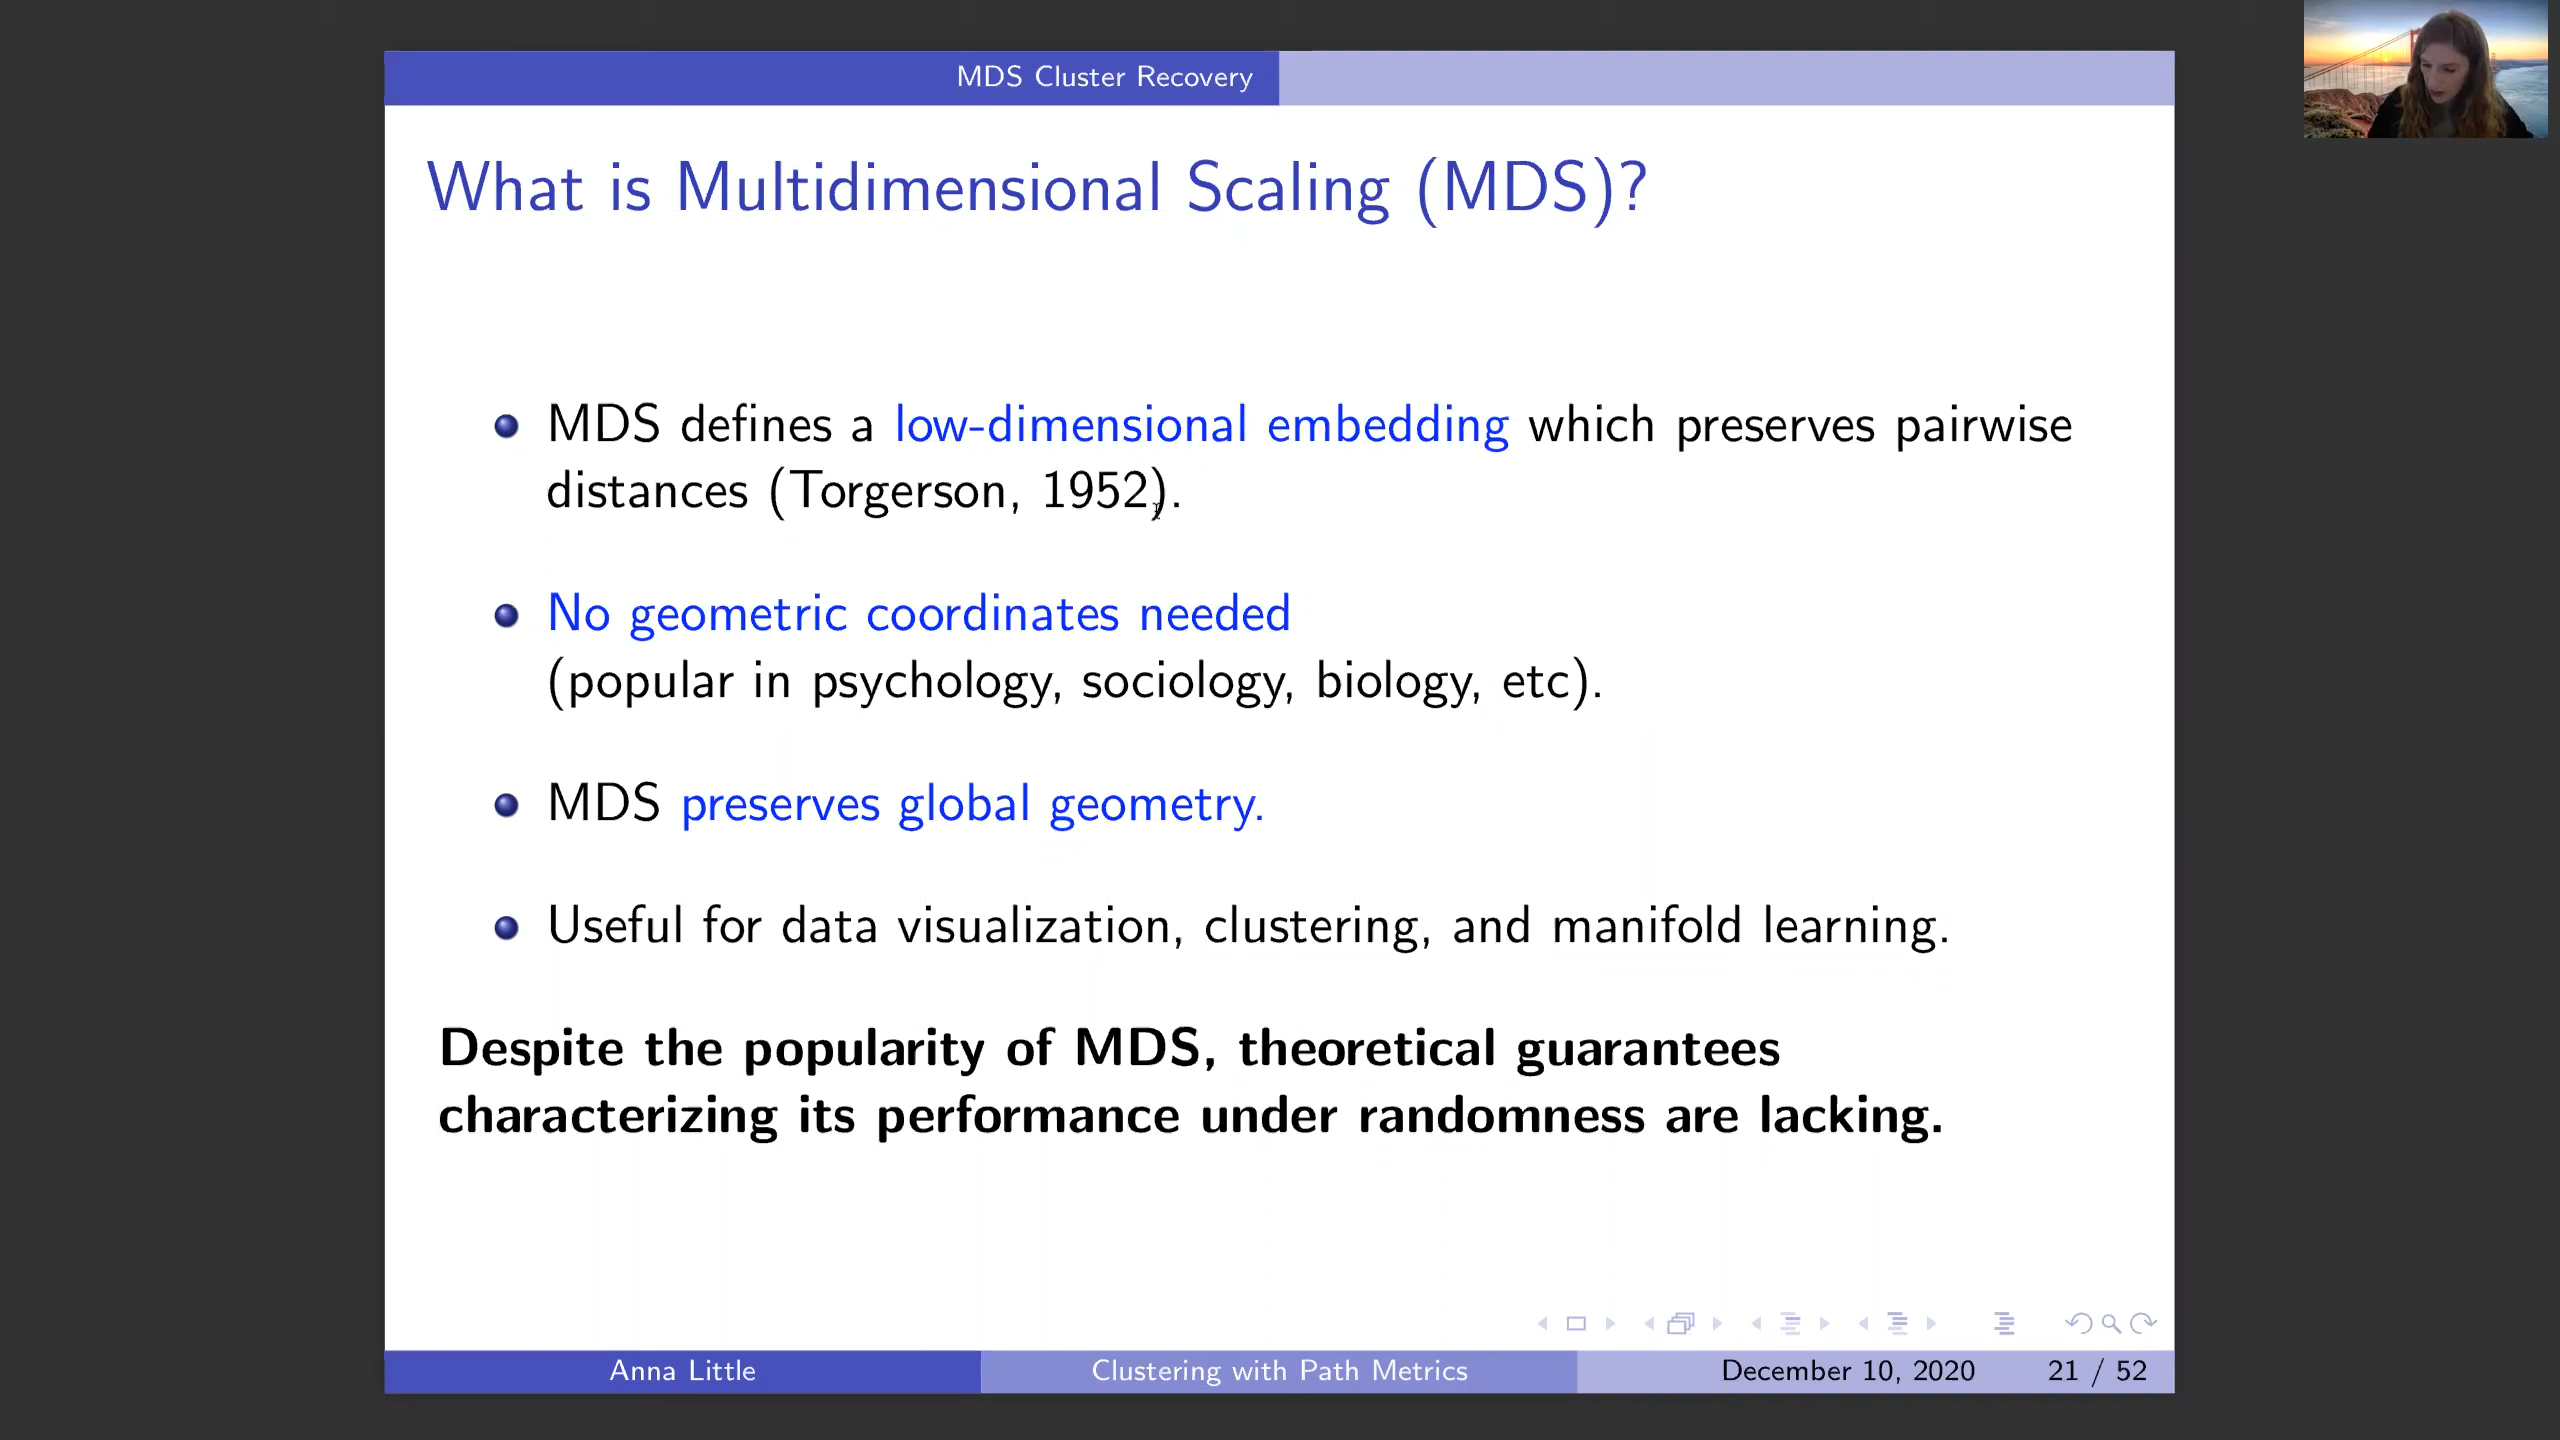 MDS Cluster Recovery
What is Multidimensional Scaling (MDS)?
MDS defines a low-dimensional embedding which preserves pairwise
distances (Torgerson, 1952).
No geometric coordinates needed
(popular in psychology, sociology, biology, etc).
MDS preserves global geometry.
Useful for data visualization, clustering, and manifold learning.
Despite the popularity of MDS, theoretical guarantees
characterizing its performance under randomness are lacking.
Anna Little Clustering with Path Metrics December 10, 2020 21 / 52